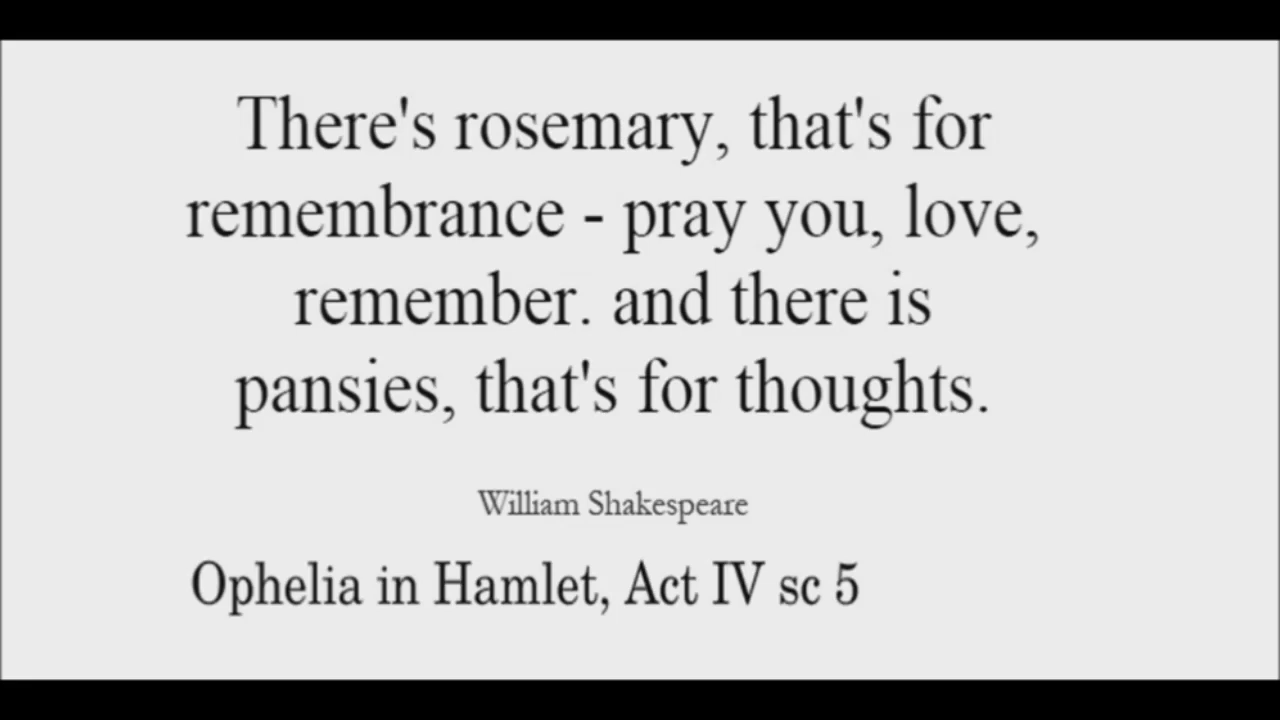 There's rosemary, that's for
remembrance - pray you, love,
remember. and there is
pansies, that's for thoughts.
William Shakespeare
Ophelia in Hamlet, Act IV sc 5